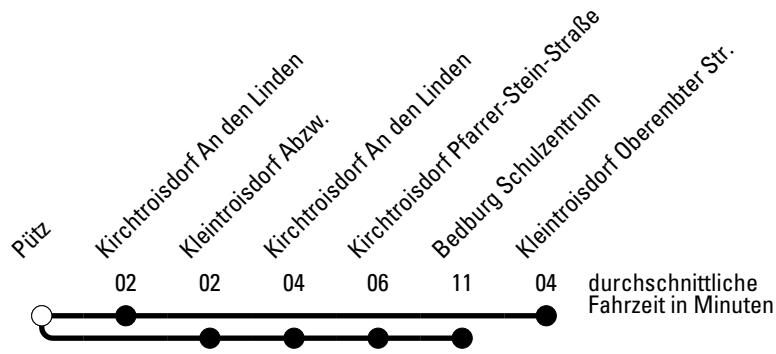 Pütz
Kirchtroisdorf An den Linden
Kleintroisdorf Abzw.
Kirchtroisdorf An den Linden
Kirchtroisdorf Pfarrer-Stein-Straße
Bedburg Schulzentrum
Kleintroisdorf Oberembter Str.
02 02 04 06 11 04
durchschnittliche
Fahrzeit in Minuten